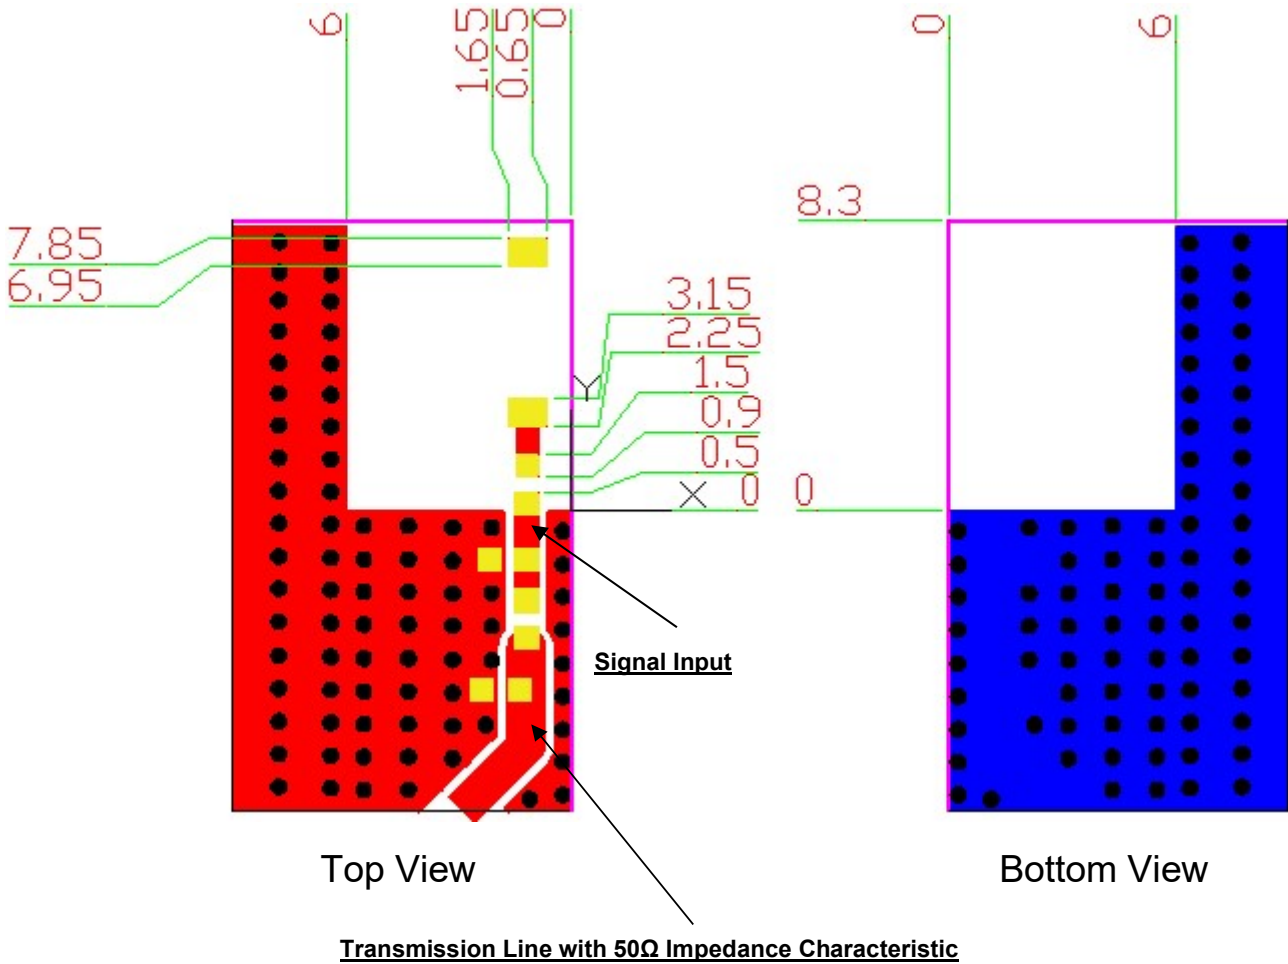 6
1.65
0.65
0
0
6
8.3
7.85
6.95
3.15
2.25
Y
1.5
0.9
0.5
X 0
0
Signal Input
Top View
Bottom View
Transmission Line with 50Ω Impedance Characteristic